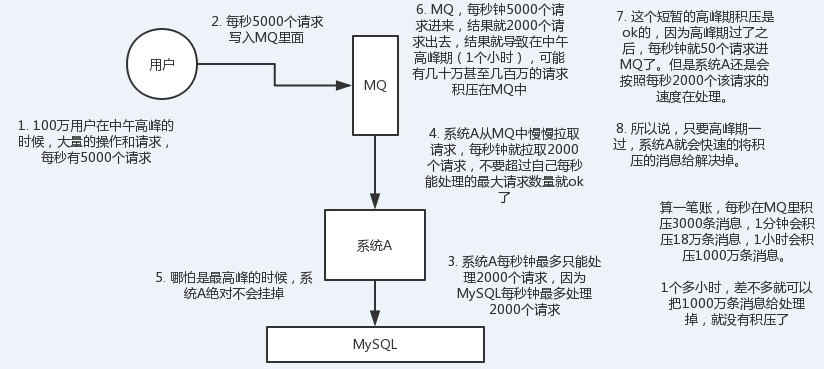 2. 每秒5000个请求
写入MQ里面
用户
1. 100万用户在中午高峰的
时候，大量的操作和请求，
每秒有5000个请求
6. MQ，每秒钟5000个请
求进来，结果就2000个请
求出去，结果就导致在中午
高峰期（1个小时），可能
有几十万甚至几百万的请求
积压在MQ中
MQ
7. 这个短暂的高峰期积压是
ok的，因为高峰期过了之
后，每秒钟就50个请求进
MQ了。但是系统A还是会
按照每秒2000个该请求的
速度在处理。
4. 系统A从MQ中慢慢拉取
请求，每秒钟就拉取2000
个请求，不要超过自己每秒
能处理的最大请求数量就ok
了
8. 所以说，只要高峰期一
过，系统A就会快速的将积
压的消息给解决掉。
系统A
5. 哪怕是最高峰的时候，系
统A绝对不会挂掉
3. 系统A每秒钟最多只能处
理2000个请求，因为
MySQL每秒钟最多处理
2000个请求
算一笔账，每秒在MQ里积
压3000条消息，1分钟会积
压18万条消息，1小时会积
压1000万条消息。
1个多小时，差不多就可以
把1000万条消息给处理
掉，就没有积压了
MySQL